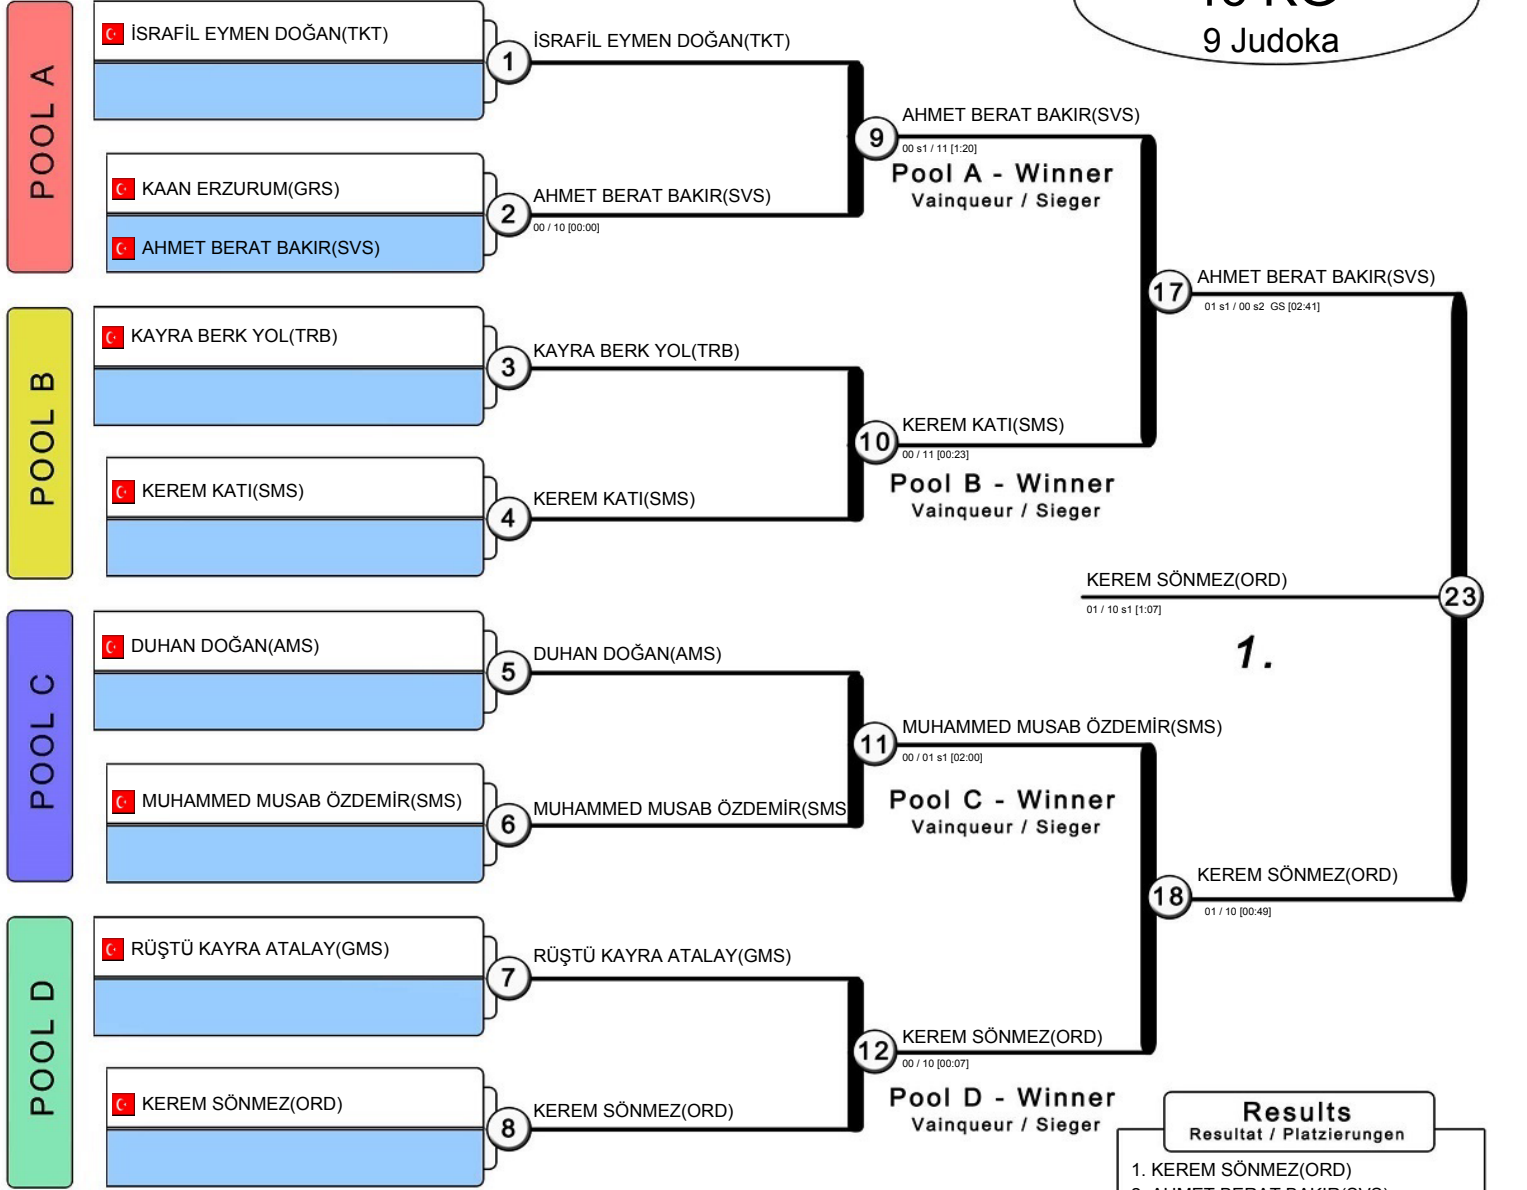 9 Judoka
POOL A
İSRAFİL EYMEN DOĞAN(TKT)
1
İSRAFİL EYMEN DOĞAN(TKT)
KAAN ERZURUM(GRS)
AHMET BERAT BAKIR(SVS)
2
AHMET BERAT BAKIR(SVS)
00 / 10 [00:00]
9
AHMET BERAT BAKIR(SVS)
00 s1 / 11 [1:20]
Pool A - Winner
Vainqueur / Sieger
POOL B
KAYRA BERK YOL(TRB)
3
KAYRA BERK YOL(TRB)
KEREM KATI(SMS)
4
KEREM KATI(SMS)
10
KEREM KATI(SMS)
00 / 11 [00:23]
Pool B - Winner
Vainqueur / Sieger
17
AHMET BERAT BAKIR(SVS)
01 s1 / 00 s2 GS [02:41]
KEREM SÖNMEZ(ORD)
01 / 10 s1 [1:07]
23
1.
POOL C
DUHAN DOĞAN(AMS)
5
DUHAN DOĞAN(AMS)
MUHAMMED MUSAB ÖZDEMİR(SMS)
6
MUHAMMED MUSAB ÖZDEMİR(SMS
11
MUHAMMED MUSAB ÖZDEMİR(SMS)
00 / 01 s1 [02:00]
Pool C - Winner
Vainqueur / Sieger
18
KEREM SÖNMEZ(ORD)
01 / 10 [00:49]
POOL D
RÜŞTÜ KAYRA ATALAY(GMS)
7
RÜŞTÜ KAYRA ATALAY(GMS)
KEREM SÖNMEZ(ORD)
8
KEREM SÖNMEZ(ORD)
12
KEREM SÖNMEZ(ORD)
00 / 10 [00:07]
Pool D - Winner
Vainqueur / Sieger
Results
Resultat / Platzierungen
1. KEREM SÖNMEZ(ORD)